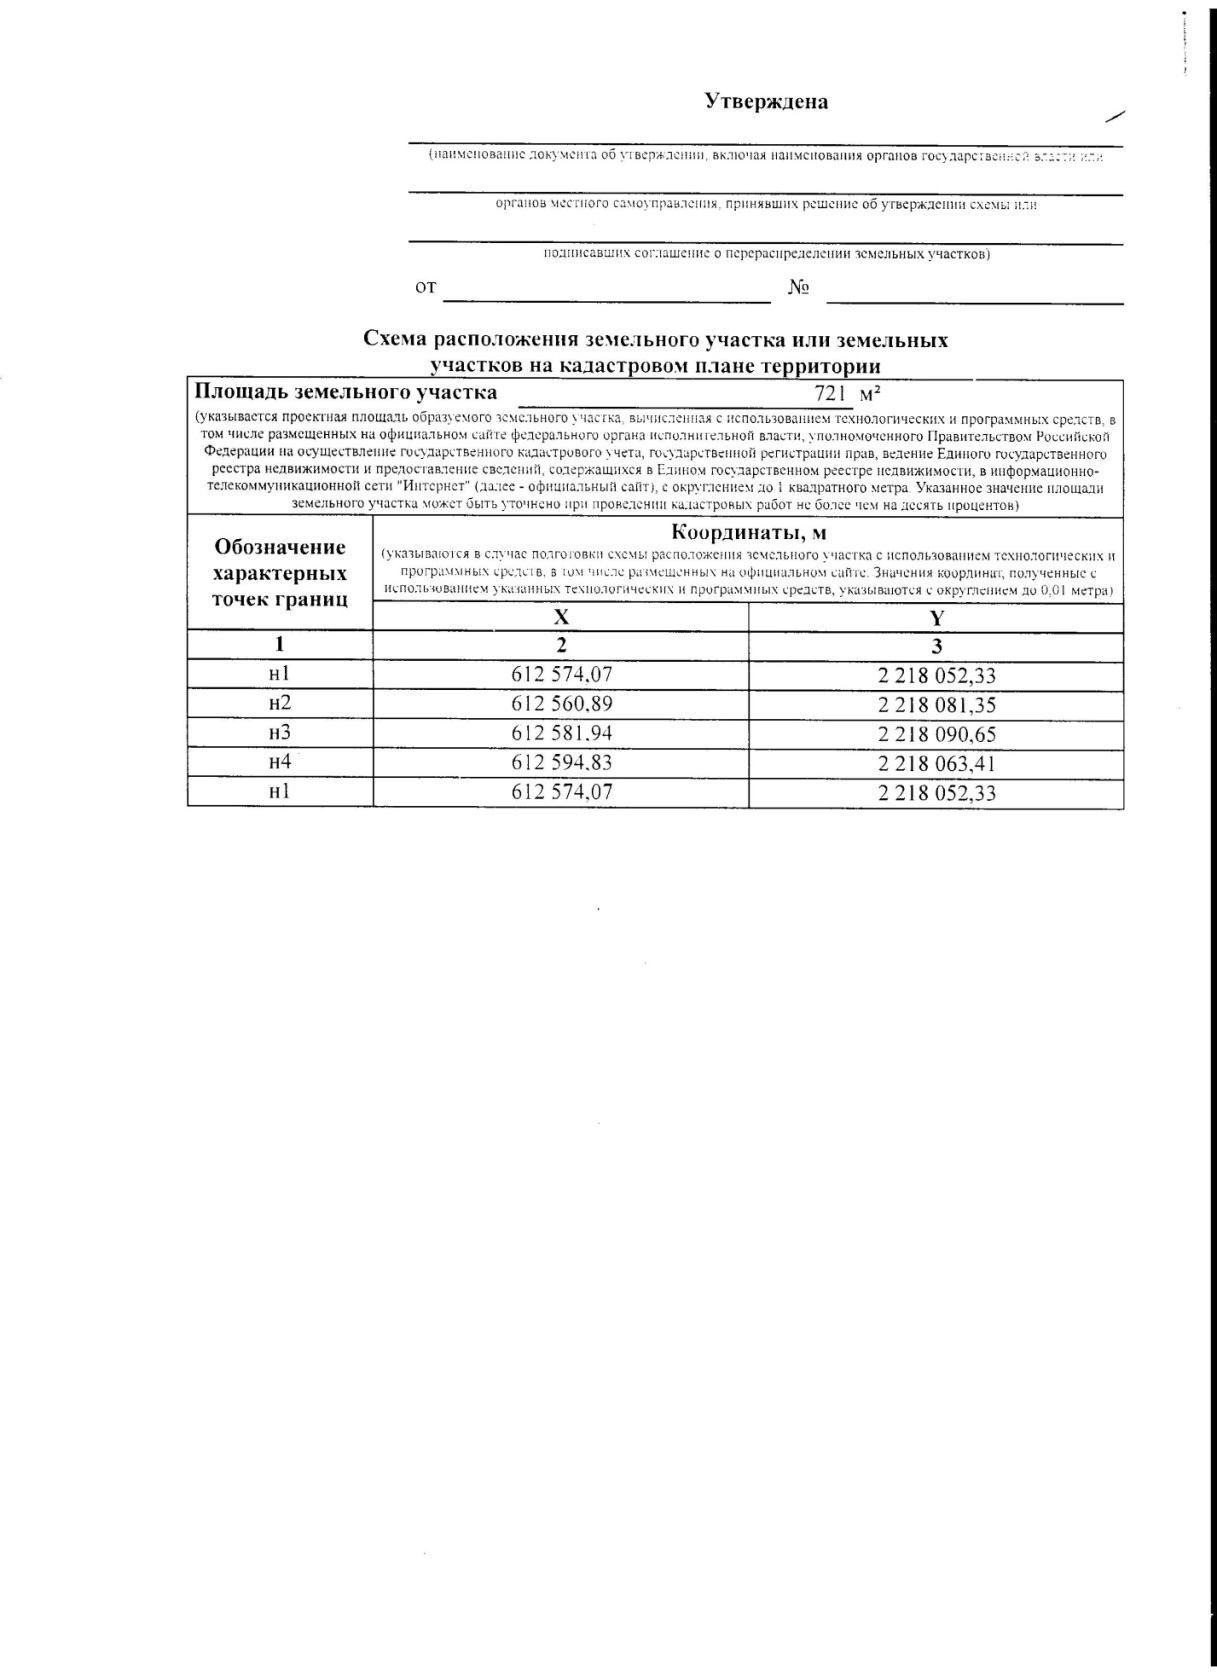 Утверждена
(наименование документа об утверждении, включая наименования органов государственной власти или
органов местного самоуправления, принявших решение об утверждении схемы или
подписавших соглашение о перераспределении земельных участков)
от № 
Схема расположения земельного участка или земельных
участков на кадастровом плане территории
Площадь земельного участка 721 м²
(указывается проектная площадь образуемого земельного участка, вычисленная с использованием технологических и программных средств, в
том числе размещенных на официальном сайте федерального органа исполнительной власти, уполномоченного Правительством Российской
Федерации на осуществление государственного кадастрового учета, государственной регистрации прав, ведение Единого государственного
реестра недвижимости и предоставление сведений, содержащихся в Едином государственном реестре недвижимости, в информационно-
телекоммуникационной сети "Интернет" (далее - официальный сайт), с округлением до 1 квадратного метра. Указанное значение площади
земельного участка может быть уточнено при проведении кадастровых работ не более чем на десять процентов)
Обозначение
характерных
точек границ
Координаты, м
(указываются в случае подготовки схемы расположения земельного участка с использованием технологических и
программных средств, в том числе размещенных на официальном сайте. Значения координат, полученные с
использованием указанных технологических и программных средств, указываются с округлением до 0,01 метра)
X Y
1 2 3
н1 612 574,07 2 218 052,33
н2 612 560,89 2 218 081,35
н3 612 581,94 2 218 090,65
н4 612 594,83 2 218 063,41
н1 612 574,07 2 218 052,33